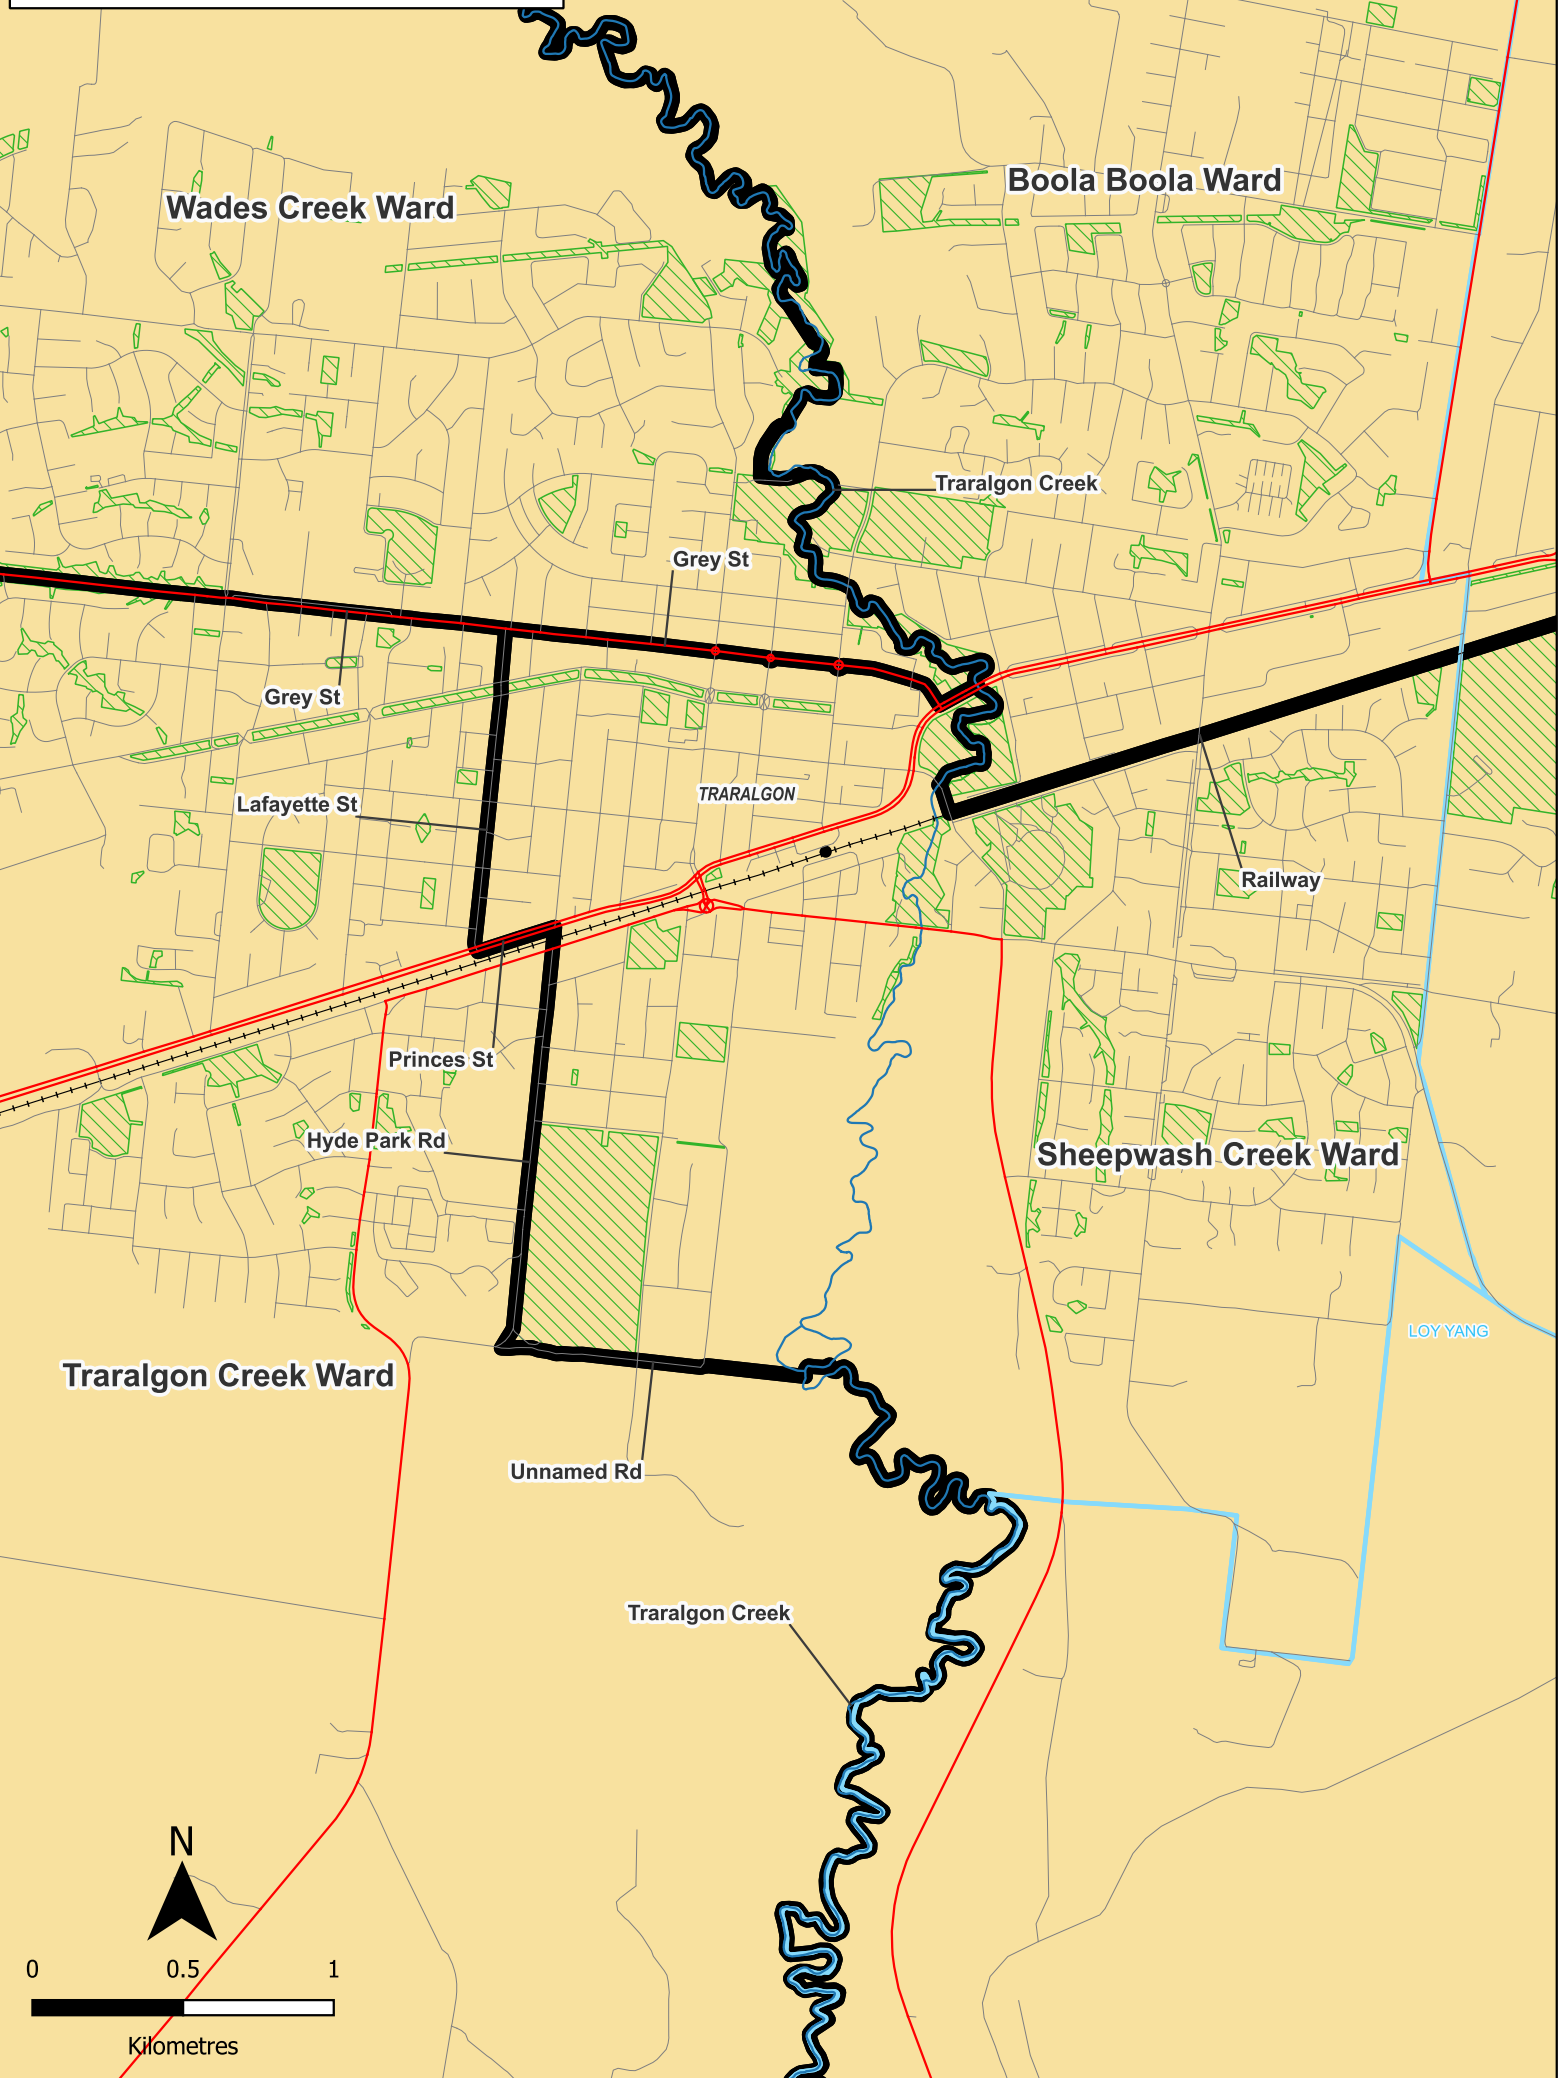 Boola Boola Ward
Wades Creek Ward
Traralgon Creek
Grey St
Grey St
TRARALGON
Lafayette St
Railway
Princes St
Hyde Park Rd
Sheepwash Creek Ward
LOY YANG
Traralgon Creek Ward
Unnamed Rd
Traralgon Creek
N
0 0.5 1
Kilometres